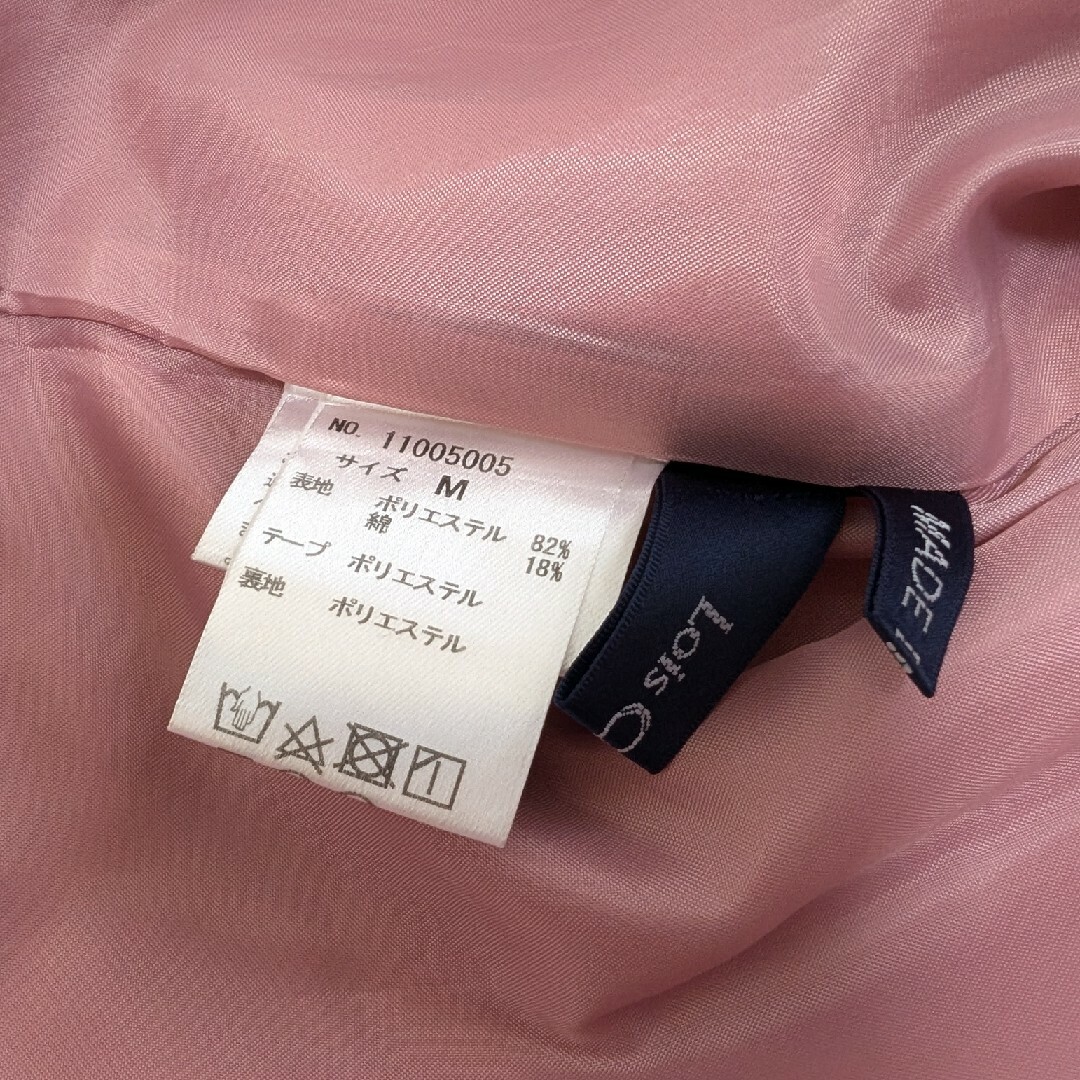 NO. 11005005
サイズ M
表地 ポリエステル 82%
綿 18%
テープ ポリエステル
裏地 ポリエステル
Lois
MADE